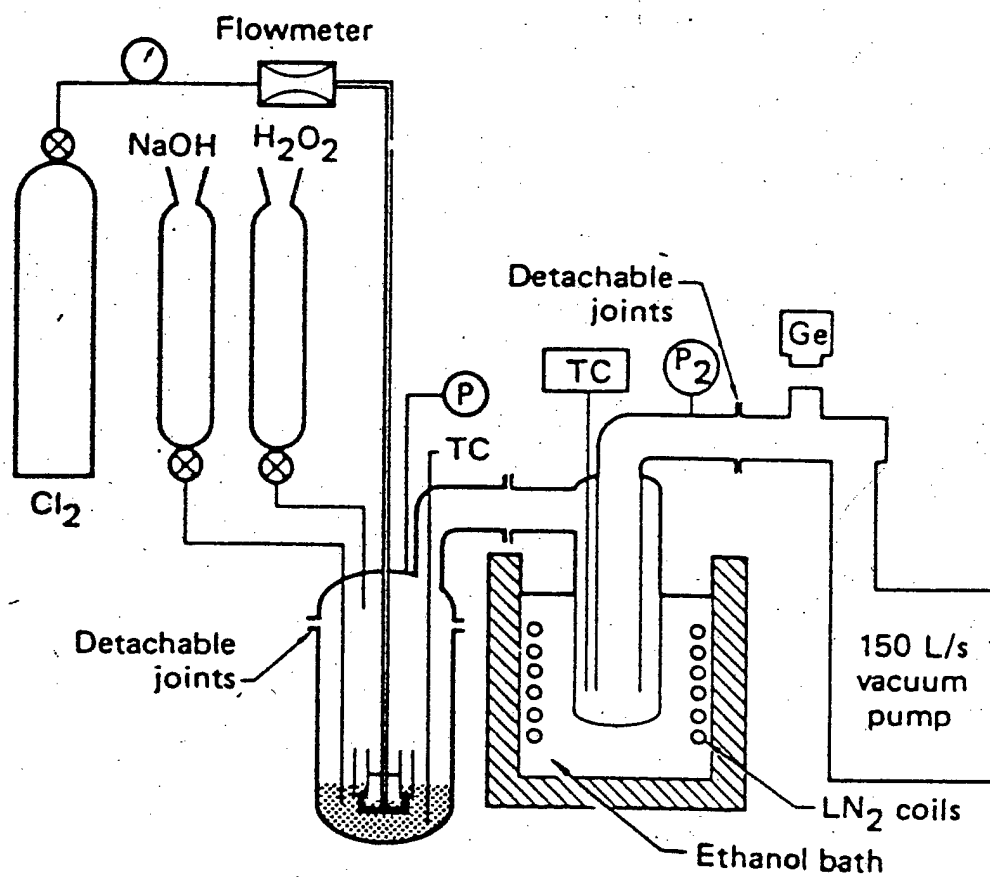 Flowmeter
NaOH
H₂O₂
Cl₂
Detachable
joints
TC
P₂
Ge
P
TC
Detachable
joints
150 L/s
vacuum
pump
LN₂ coils
Ethanol bath